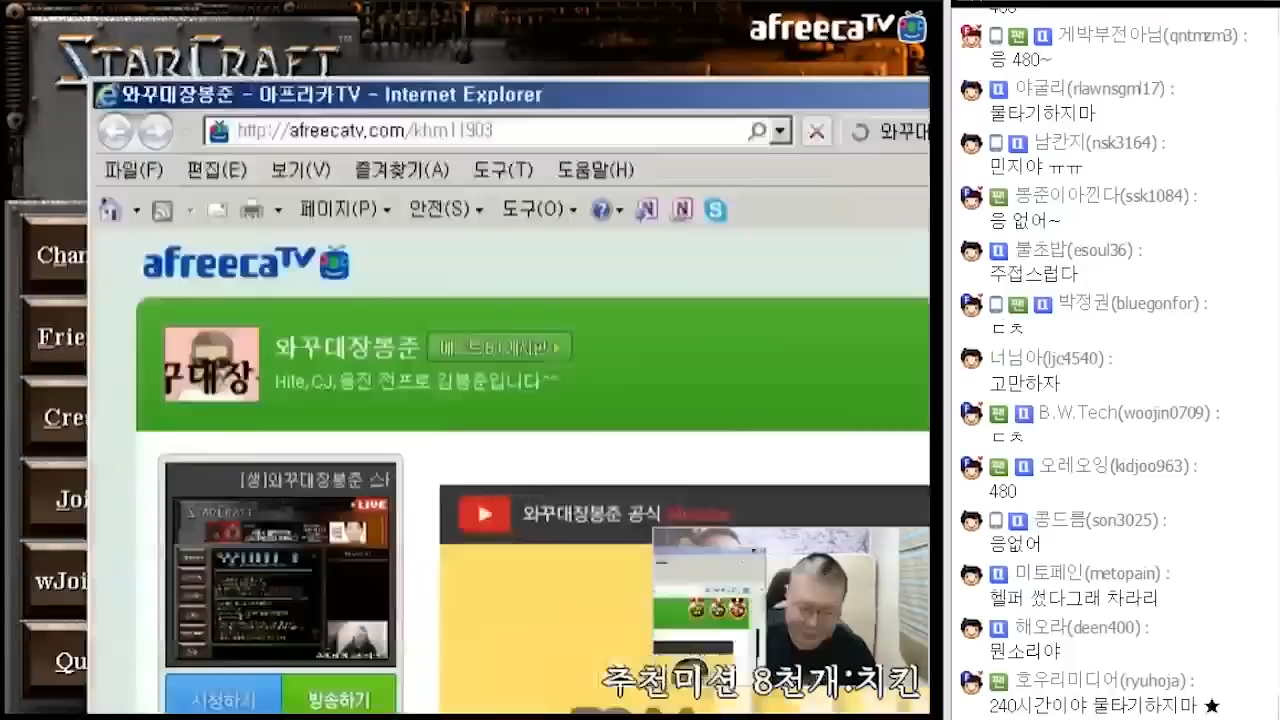 afreecaTV
STARCRAFT
와꾸대장봉준 - 아프리카TV - Internet Explorer
http://afreecatv.com/khm11903
와꾸대
파일(F) 편집(E) 보기(V) 즐겨찾기(A) 도구(T) 도움말(H)
페이지(P) 안전(S) 도구(O)
afreecaTV
꾸대장
와꾸대장봉준
Hile,CJ,웅진 전프로 김봉준입니다^^
[생]와꾸대장봉준 스타
LIVE
와꾸대장봉준 공식
시청하기 방송하기
추천미션 8천개:치킨
Chan
Frie
Cre
Joi
wJoi
Qu
게박부전아님(qntmzm3) :
응 480~
야굴리(rlawnsgml17) :
물타기하지마
남칸지(nsk3164) :
민지야 ㅠㅠ
봉준이아낀다(ssk1084) :
응 없어~
불초밥(esoul36) :
주접스럽다
박정권(bluegonfor) :
ㄷㅊ
너님아(ljc4540) :
고만하자
B.W.Tech(woojin0709) :
ㄷㅊ
오레오잉(kidjoo963) :
480
콩드름(son3025) :
응없어
미토페인(metopain) :
헬퍼 썼다그래 차라리
해오라(deen400) :
뭔소리야
호우리미디어(ryuhoja) :
240시간이야 물타기하지마 ★